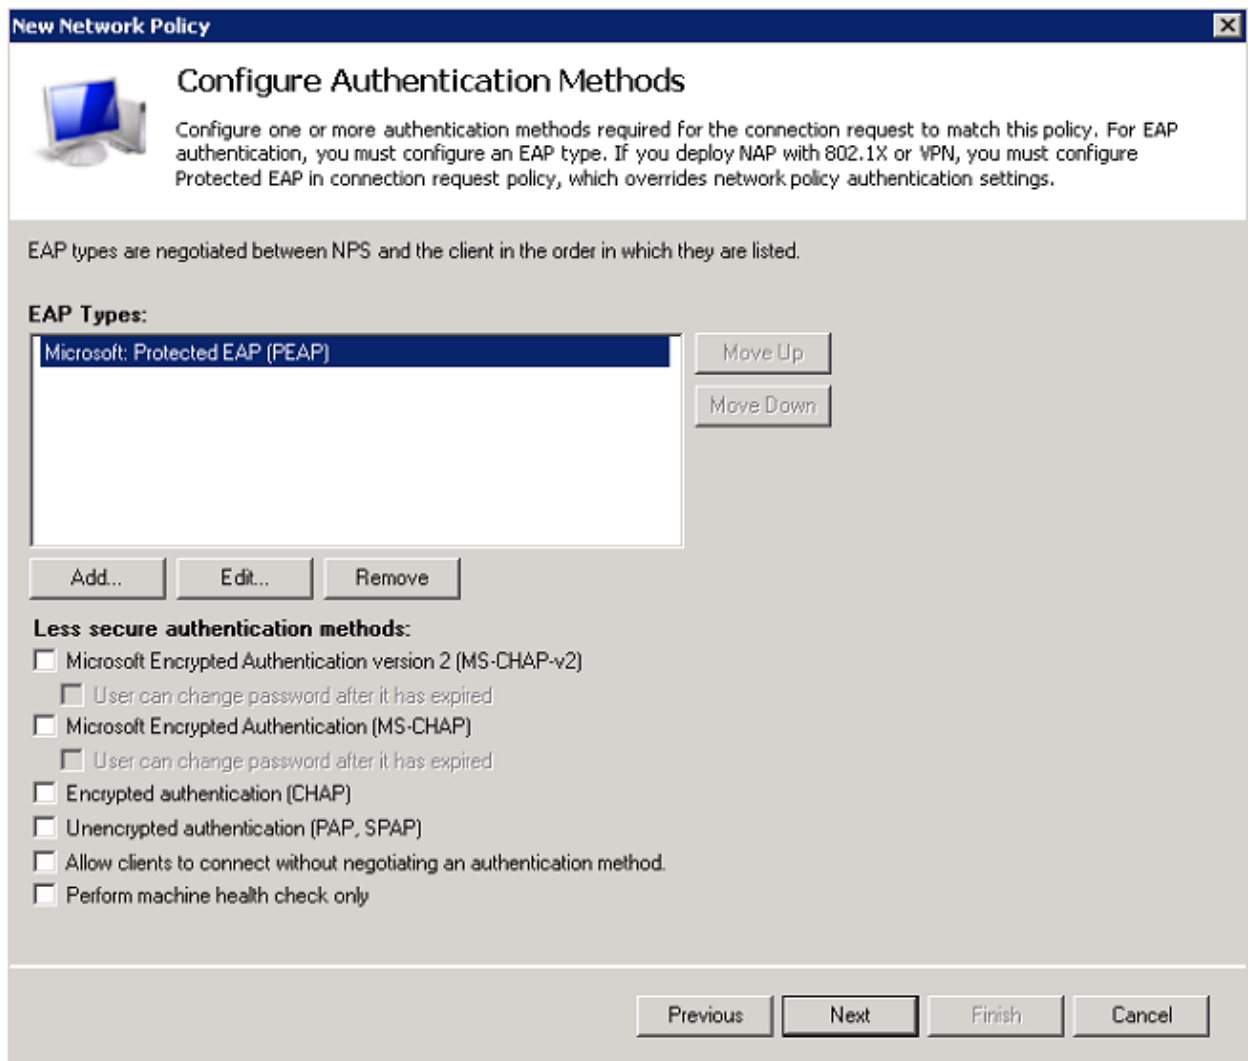 New Network Policy
Configure Authentication Methods
Configure one or more authentication methods required for the connection request to match this policy. For EAP
authentication, you must configure an EAP type. If you deploy NAP with 802.1X or VPN, you must configure
Protected EAP in connection request policy, which overrides network policy authentication settings.
EAP types are negotiated between NPS and the client in the order in which they are listed.
EAP Types:
Microsoft: Protected EAP (PEAP)
Move Up
Move Down
Add... Edit... Remove
Less secure authentication methods:
Microsoft Encrypted Authentication version 2 (MS-CHAP-v2)
User can change password after it has expired
Microsoft Encrypted Authentication (MS-CHAP)
User can change password after it has expired
Encrypted authentication (CHAP)
Unencrypted authentication (PAP, SPAP)
Allow clients to connect without negotiating an authentication method.
Perform machine health check only
Previous Next Finish Cancel